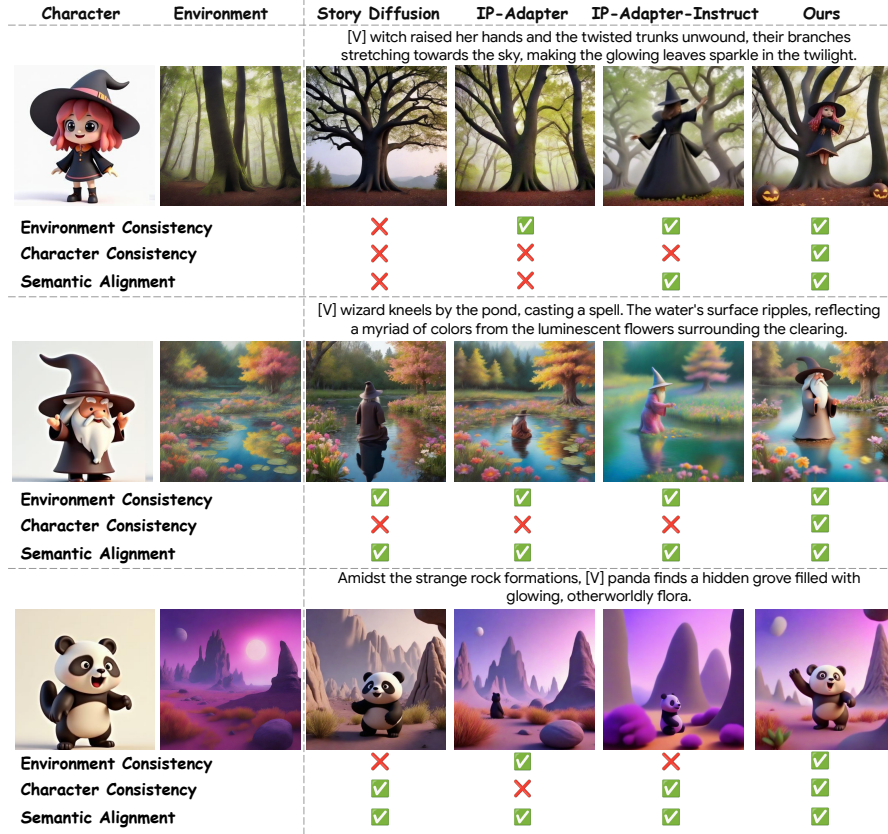 Character Environment Story Diffusion IP-Adapter IP-Adapter-Instruct Ours
[V] witch raised her hands and the twisted trunks unwound, their branches
stretching towards the sky, making the glowing leaves sparkle in the twilight.
Environment Consistency ❌ ✅ ✅ ✅
Character Consistency ❌ ❌ ❌ ✅
Semantic Alignment ❌ ❌ ✅ ✅
[V] wizard kneels by the pond, casting a spell. The water's surface ripples, reflecting
a myriad of colors from the luminescent flowers surrounding the clearing.
Environment Consistency ✅ ✅ ✅ ✅
Character Consistency ❌ ❌ ❌ ✅
Semantic Alignment ✅ ✅ ✅ ✅
Amidst the strange rock formations, [V] panda finds a hidden grove filled with
glowing, otherworldly flora.
Environment Consistency ❌ ✅ ❌ ✅
Character Consistency ✅ ❌ ✅ ✅
Semantic Alignment ✅ ✅ ✅ ✅